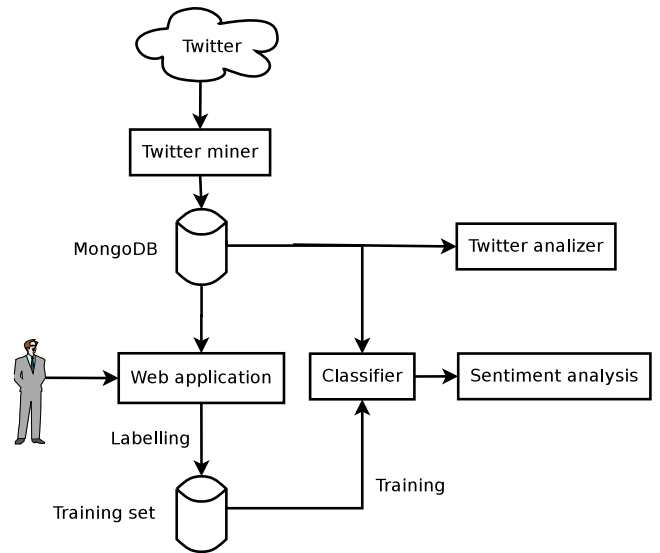 Twitter
Twitter miner
MongoDB
Twitter analizer
Web application
Classifier
Sentiment analysis
Labelling
Training
Training set